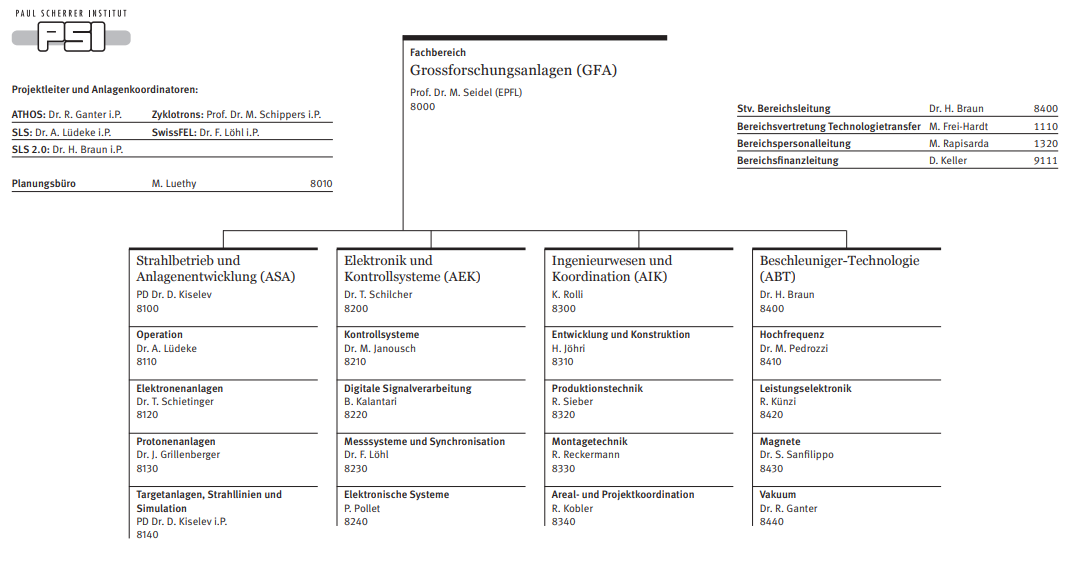 PAUL SCHERRER INSTITUT
PSI
Fachbereich
Grossforschungsanlagen (GFA)
Prof. Dr. M. Seidel (EPFL)
8000
Projektleiter und Anlagenkoordinatoren:
ATHOS: Dr. R. Ganter i.P. Zyklotrons: Prof. Dr. M. Schippers i.P.
SLS: Dr. A. Lüdeke i.P. SwissFEL: Dr. F. Löhl i.P.
SLS 2.0: Dr. H. Braun i.P.
Planungsbüro M. Luethy 8010
Stv. Bereichsleitung Dr. H. Braun 8400
Bereichsvertretung Technologietransfer M. Frei-Hardt 1110
Bereichspersonalleitung M. Rapisarda 1320
Bereichsfinanzleitung D. Keller 9111
Strahlbetrieb und
Anlagenentwicklung (ASA)
PD Dr. D. Kiselev
8100
Operation
Dr. A. Lüdeke
8110
Elektronenanlagen
Dr. T. Schietinger
8120
Protonenanlagen
Dr. J. Grillenberger
8130
Targetanlagen, Strahllinien und
Simulation
PD Dr. D. Kiselev i.P.
8140
Elektronik und
Kontrollsysteme (AEK)
Dr. T. Schilcher
8200
Kontrollsysteme
Dr. M. Janousch
8210
Digitale Signalverarbeitung
B. Kalantari
8220
Messsysteme und Synchronisation
Dr. F. Löhl
8230
Elektronische Systeme
P. Pollet
8240
Ingenieurwesen und
Koordination (AIK)
K. Rolli
8300
Entwicklung und Konstruktion
H. Jöhri
8310
Produktionstechnik
R. Sieber
8320
Montagetechnik
R. Reckermann
8330
Areal- und Projektkoordination
R. Kobler
8340
Beschleuniger-Technologie
(ABT)
Dr. H. Braun
8400
Hochfrequenz
Dr. M. Pedrozzi
8410
Leistungselektronik
R. Künzi
8420
Magnete
Dr. S. Sanfilippo
8430
Vakuum
Dr. R. Ganter
8440